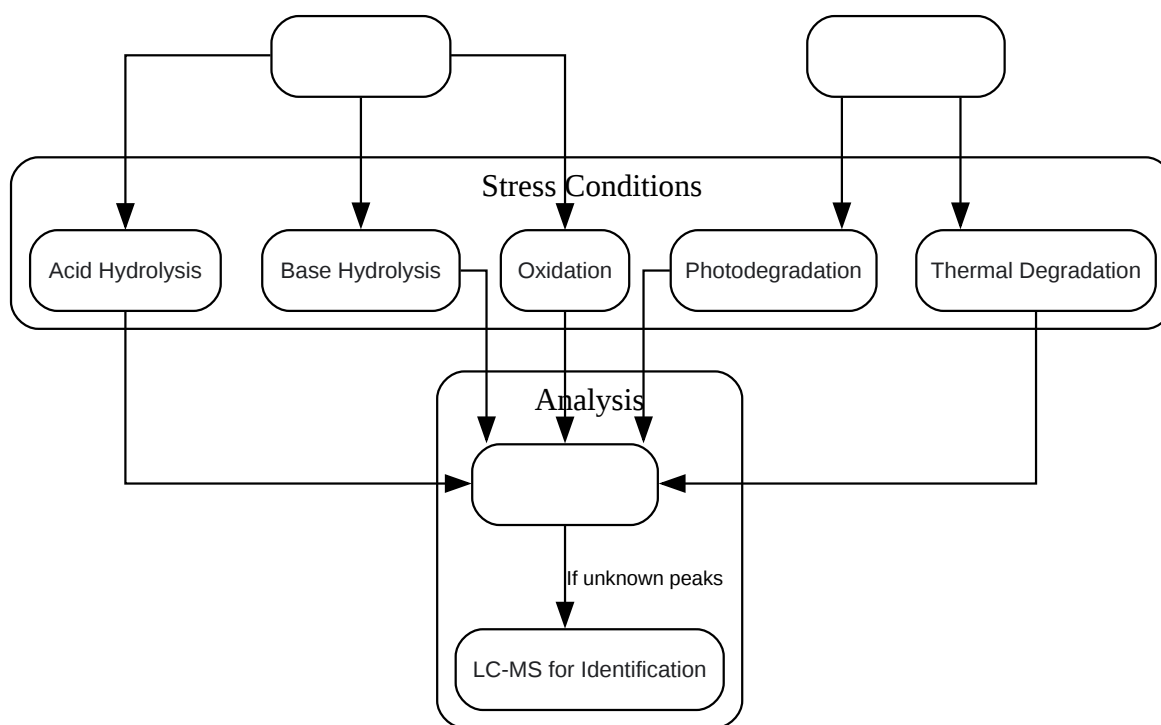 Stress Conditions
Acid Hydrolysis
Base Hydrolysis
Oxidation
Photodegradation
Thermal Degradation
Analysis
If unknown peaks
LC-MS for Identification